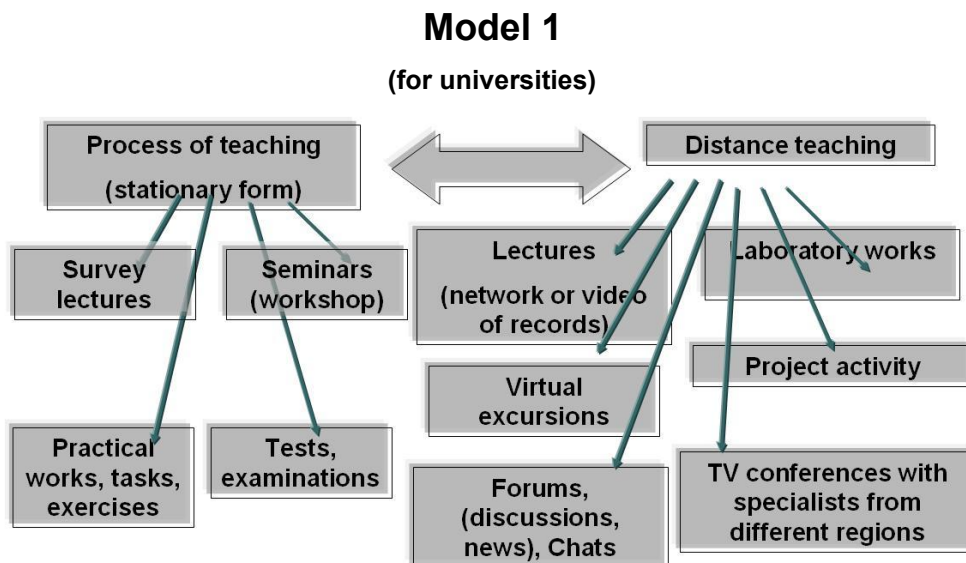 Model 1
(for universities)
Process of teaching
(stationary form)
Distance teaching
Survey
lectures
Seminars
(workshop)
Lectures
(network or video
of records)
Laboratory works
Virtual
excursions
Project activity
Practical
works, tasks,
exercises
Tests,
examinations
Forums,
(discussions,
news), Chats
TV conferences with
specialists from
different regions